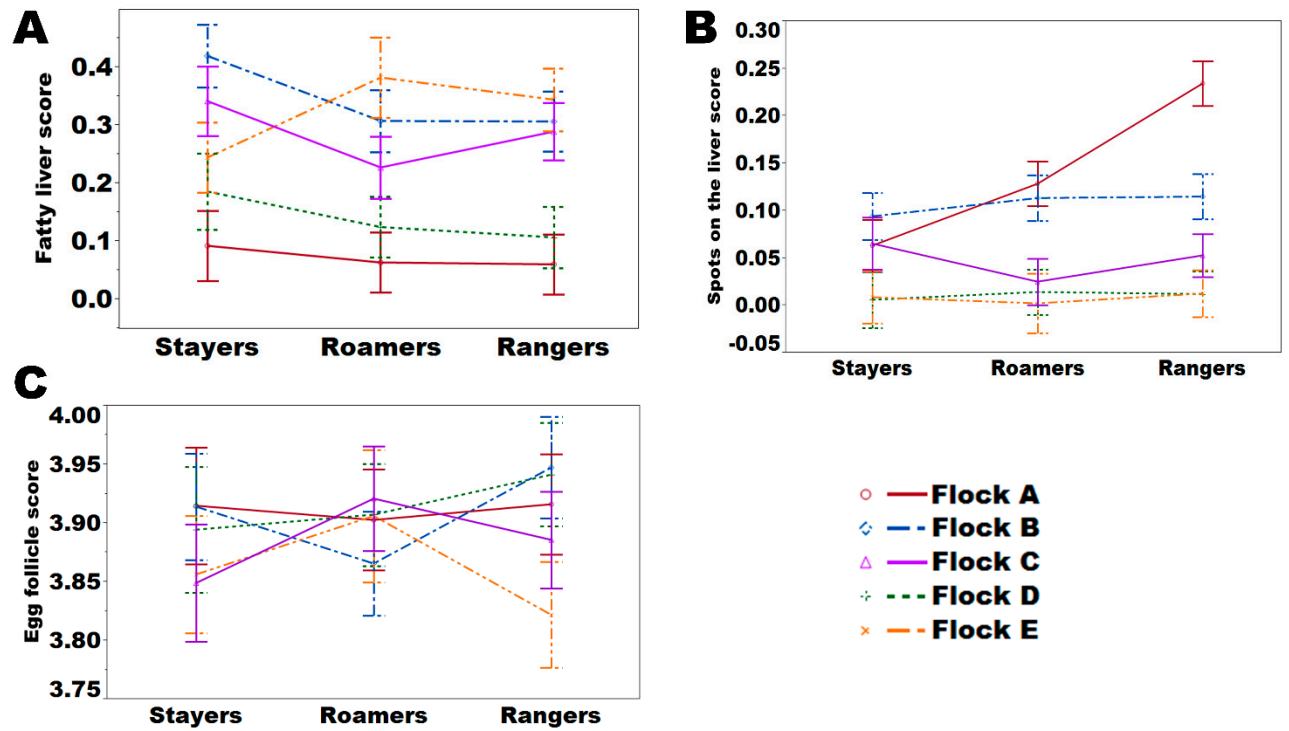 A
Fatty liver score
0.4
0.3
0.2
0.1
0.0
Stayers Roamers Rangers
B
Spots on the liver score
0.30
0.25
0.20
0.15
0.10
0.05
0.00
-0.05
Stayers Roamers Rangers
C
Egg follicle score
4.00
3.95
3.90
3.85
3.80
3.75
Stayers Roamers Rangers
Flock A
Flock B
Flock C
Flock D
Flock E